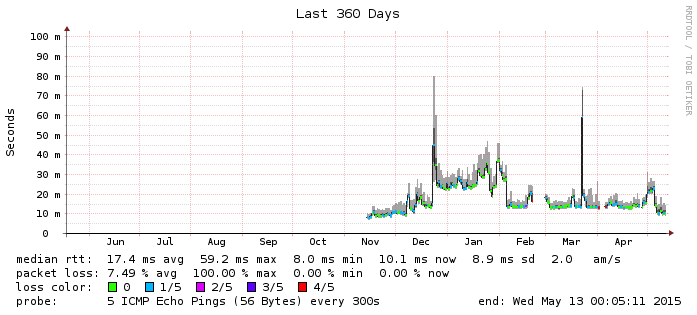 Last 360 Days
RRDTOOL / TOBI OETIKER
Seconds
100 m
90 m
80 m
70 m
60 m
50 m
40 m
30 m
20 m
10 m
0
Jun Jul Aug Sep Oct Nov Dec Jan Feb Mar Apr
median rtt: 17.4 ms avg 59.2 ms max 8.0 ms min 10.1 ms now 8.9 ms sd 2.0 am/s
packet loss: 7.49 % avg 100.00 % max 0.00 % min 0.00 % now
loss color: 0 1/5 2/5 3/5 4/5
probe: 5 ICMP Echo Pings (56 Bytes) every 300s end: Wed May 13 00:05:11 2015